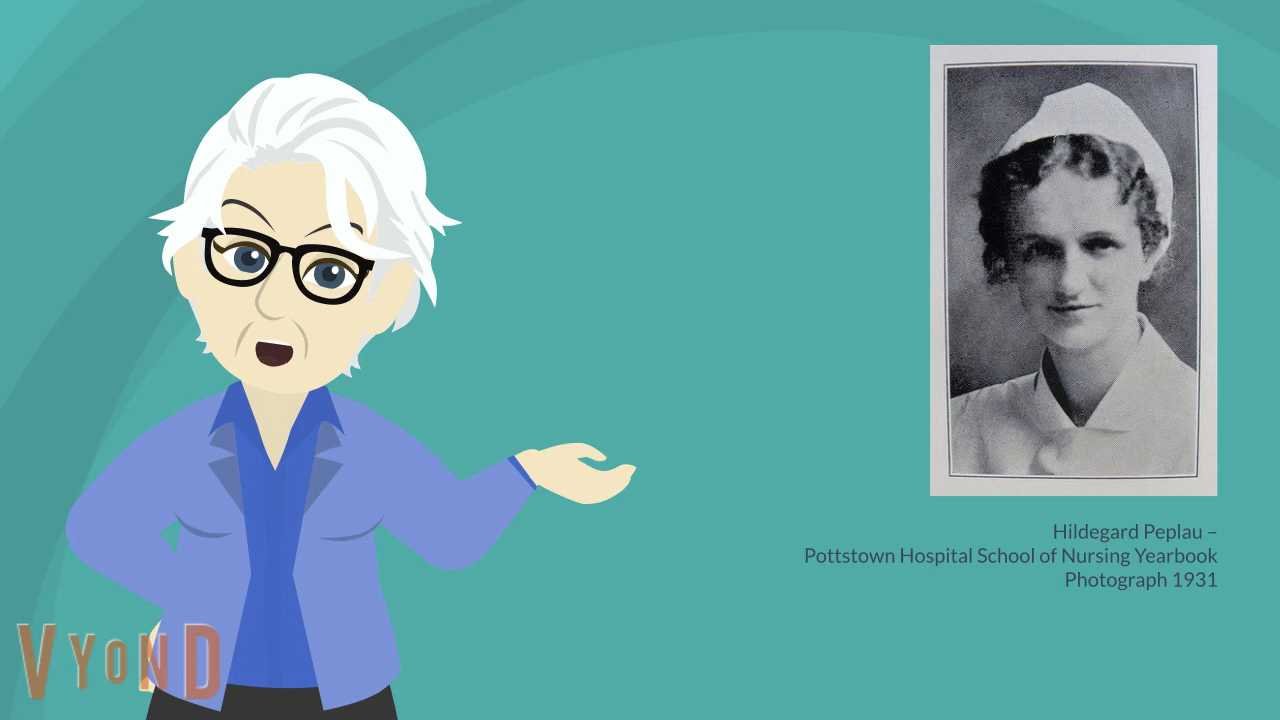 Hildegard Peplau –
Pottstown Hospital School of Nursing Yearbook
Photograph 1931
VYOND